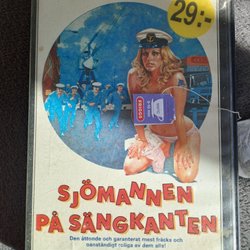 29:-
SJÖMANNEN
PÅ SÄNGKANTEN
Den åttonde och garanterat mest fräcka och
oanständigt roliga av dem alla!